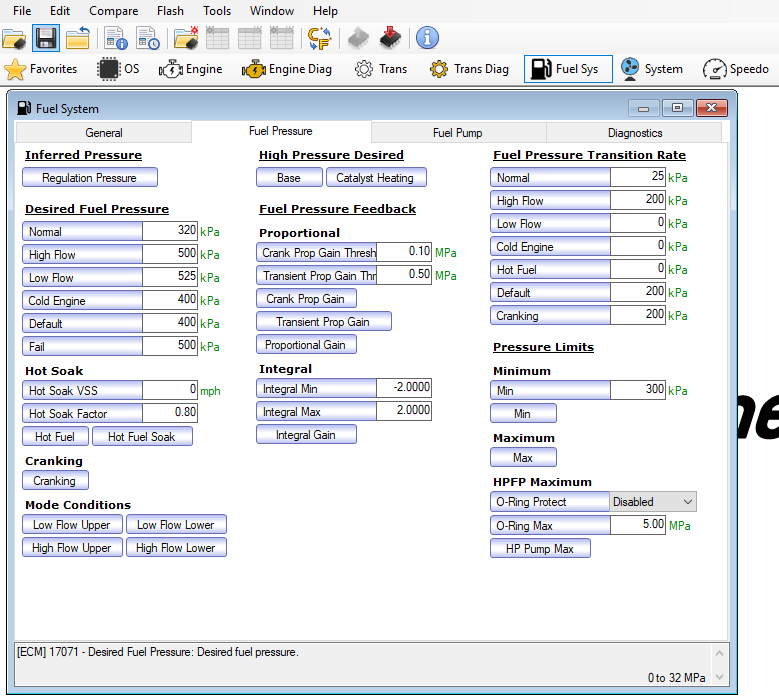 File Edit Compare Flash Tools Window Help
Favorites OS Engine Engine Diag Trans Trans Diag Fuel Sys System Speedo
Fuel System
General Fuel Pressure Fuel Pump Diagnostics
Inferred Pressure
Regulation Pressure
Desired Fuel Pressure
Normal 320 kPa
High Flow 500 kPa
Low Flow 525 kPa
Cold Engine 400 kPa
Default 400 kPa
Fail 500 kPa
Hot Soak
Hot Soak VSS 0 mph
Hot Soak Factor 0.80
Hot Fuel Hot Fuel Soak
Cranking
Cranking
Mode Conditions
Low Flow Upper Low Flow Lower
High Flow Upper High Flow Lower
High Pressure Desired
Base Catalyst Heating
Fuel Pressure Feedback
Proportional
Crank Prop Gain Thresh 0.10 MPa
Transient Prop Gain Thr 0.50 MPa
Crank Prop Gain
Transient Prop Gain
Proportional Gain
Integral
Integral Min -2.0000
Integral Max 2.0000
Integral Gain
Fuel Pressure Transition Rate
Normal 25 kPa
High Flow 200 kPa
Low Flow 0 kPa
Cold Engine 0 kPa
Hot Fuel 0 kPa
Default 200 kPa
Cranking 200 kPa
Pressure Limits
Minimum
Min 300 kPa
Min
Maximum
Max
HPFP Maximum
O-Ring Protect Disabled
O-Ring Max 5.00 MPa
HP Pump Max
[ECM] 17071 - Desired Fuel Pressure: Desired fuel pressure.
0 to 32 MPa